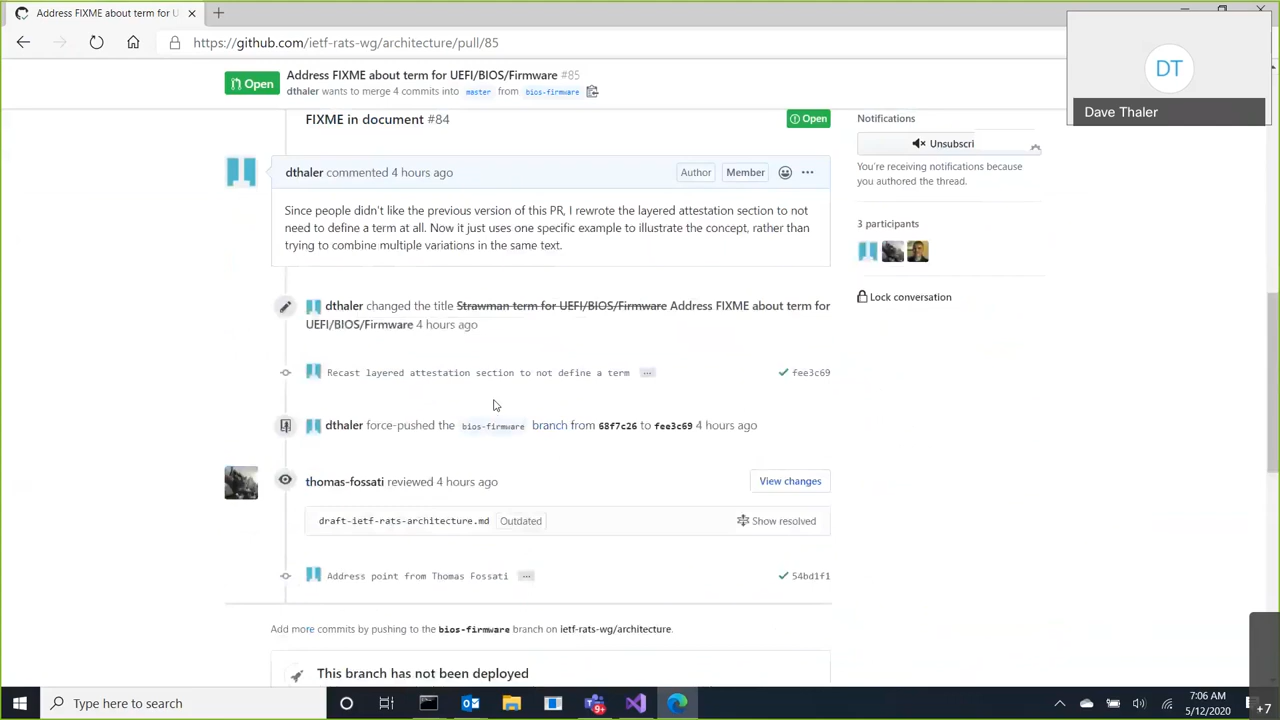 Address FIXME about term for U
https://github.com/ietf-rats-wg/architecture/pull/85
DT
Dave Thaler
Open
Address FIXME about term for UEFI/BIOS/Firmware #85
dthaler wants to merge 4 commits into master from bios-firmware
FIXME in document #84
Open
Notifications
Unsubscri
You're receiving notifications because
you authored the thread.
3 participants
Lock conversation
dthaler commented 4 hours ago
Author
Member
Since people didn't like the previous version of this PR, I rewrote the layered attestation section to not
need to define a term at all. Now it just uses one specific example to illustrate the concept, rather than
trying to combine multiple variations in the same text.
dthaler changed the title Strawman term for UEFI/BIOS/Firmware Address FIXME about term for
UEFI/BIOS/Firmware 4 hours ago
Recast layered attestation section to not define a term ... fee3c69
dthaler force-pushed the bios-firmware branch from 68f7c26 to fee3c69 4 hours ago
thomas-fossati reviewed 4 hours ago
View changes
draft-ietf-rats-architecture.md Outdated
Show resolved
Address point from Thomas Fossati ... 54bd1f1
Add more commits by pushing to the bios-firmware branch on ietf-rats-wg/architecture.
This branch has not been deployed
Type here to search
7:06 AM
5/12/2020
+7